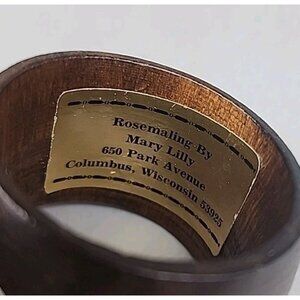 Rosemaling By
Mary Lilly
650 Park Avenue
Columbus, Wisconsin 53925